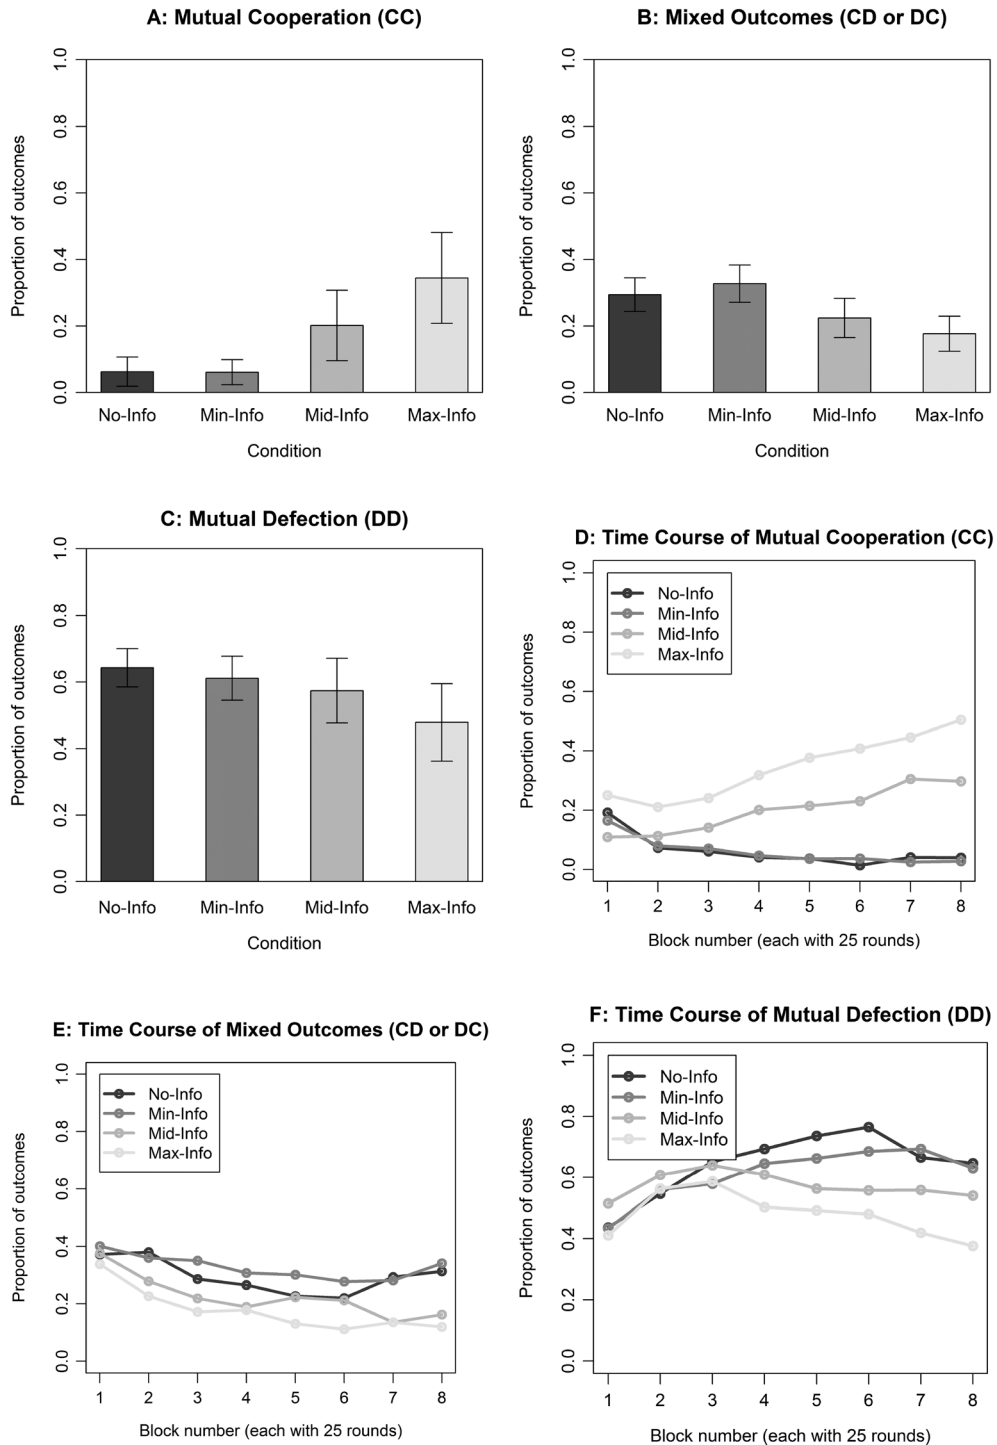 A: Mutual Cooperation (CC)
Proportion of outcomes
1.0
0.8
0.6
0.4
0.2
0.0
No-Info Min-Info Mid-Info Max-Info
Condition
B: Mixed Outcomes (CD or DC)
Proportion of outcomes
1.0
0.8
0.6
0.4
0.2
0.0
No-Info Min-Info Mid-Info Max-Info
Condition
C: Mutual Defection (DD)
Proportion of outcomes
1.0
0.8
0.6
0.4
0.2
0.0
No-Info Min-Info Mid-Info Max-Info
Condition
D: Time Course of Mutual Cooperation (CC)
Proportion of outcomes
1.0
0.8
0.6
0.4
0.2
0.0
No-Info
Min-Info
Mid-Info
Max-Info
1 2 3 4 5 6 7 8
Block number (each with 25 rounds)
E: Time Course of Mixed Outcomes (CD or DC)
Proportion of outcomes
1.0
0.8
0.6
0.4
0.2
0.0
No-Info
Min-Info
Mid-Info
Max-Info
1 2 3 4 5 6 7 8
Block number (each with 25 rounds)
F: Time Course of Mutual Defection (DD)
Proportion of outcomes
1.0
0.8
0.6
0.4
0.2
0.0
No-Info
Min-Info
Mid-Info
Max-Info
1 2 3 4 5 6 7 8
Block number (each with 25 rounds)